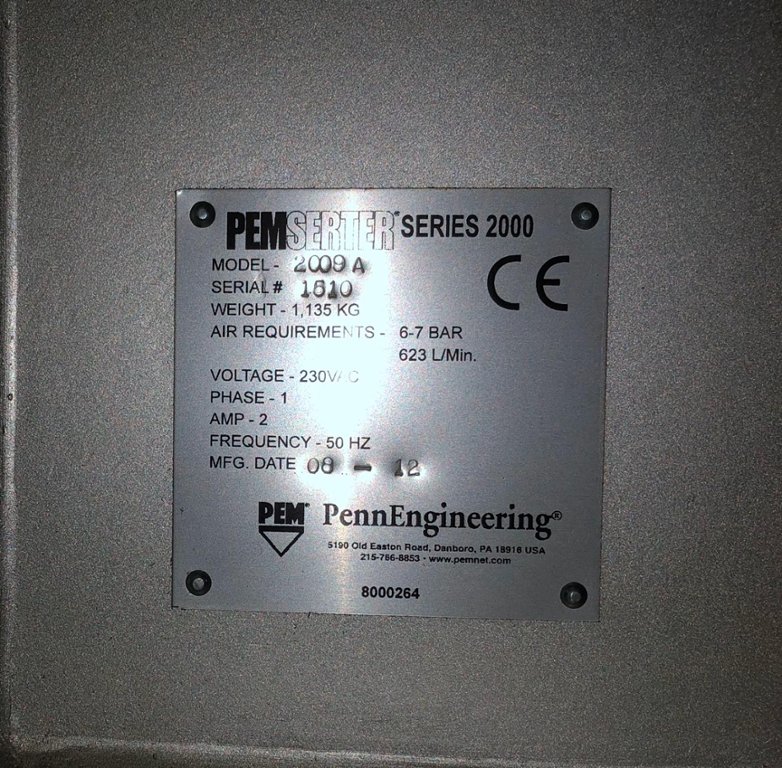 PEMSERTER® SERIES 2000
MODEL - 2009 A
SERIAL # 1610
WEIGHT - 1,135 KG
AIR REQUIREMENTS - 6-7 BAR
623 L/Min.
CE
VOLTAGE - 230VAC
PHASE - 1
AMP - 2
FREQUENCY - 50 HZ
MFG. DATE 08 - 12
PEM® PennEngineering®
5190 Old Easton Road, Danboro, PA 18916 USA
215-766-8853 - www.pemnet.com
8000264